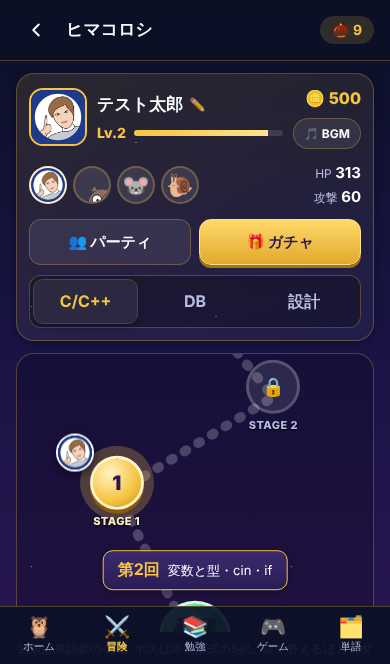 ヒマコロシ
9
テスト太郎
500
Lv.2
BGM
HP 313
攻撃 60
パーティ
ガチャ
C/C++
DB
設計
STAGE 2
1
STAGE 1
第2回 変数と型・cin・if
ホーム
冒険
勉強
ゲーム
単語